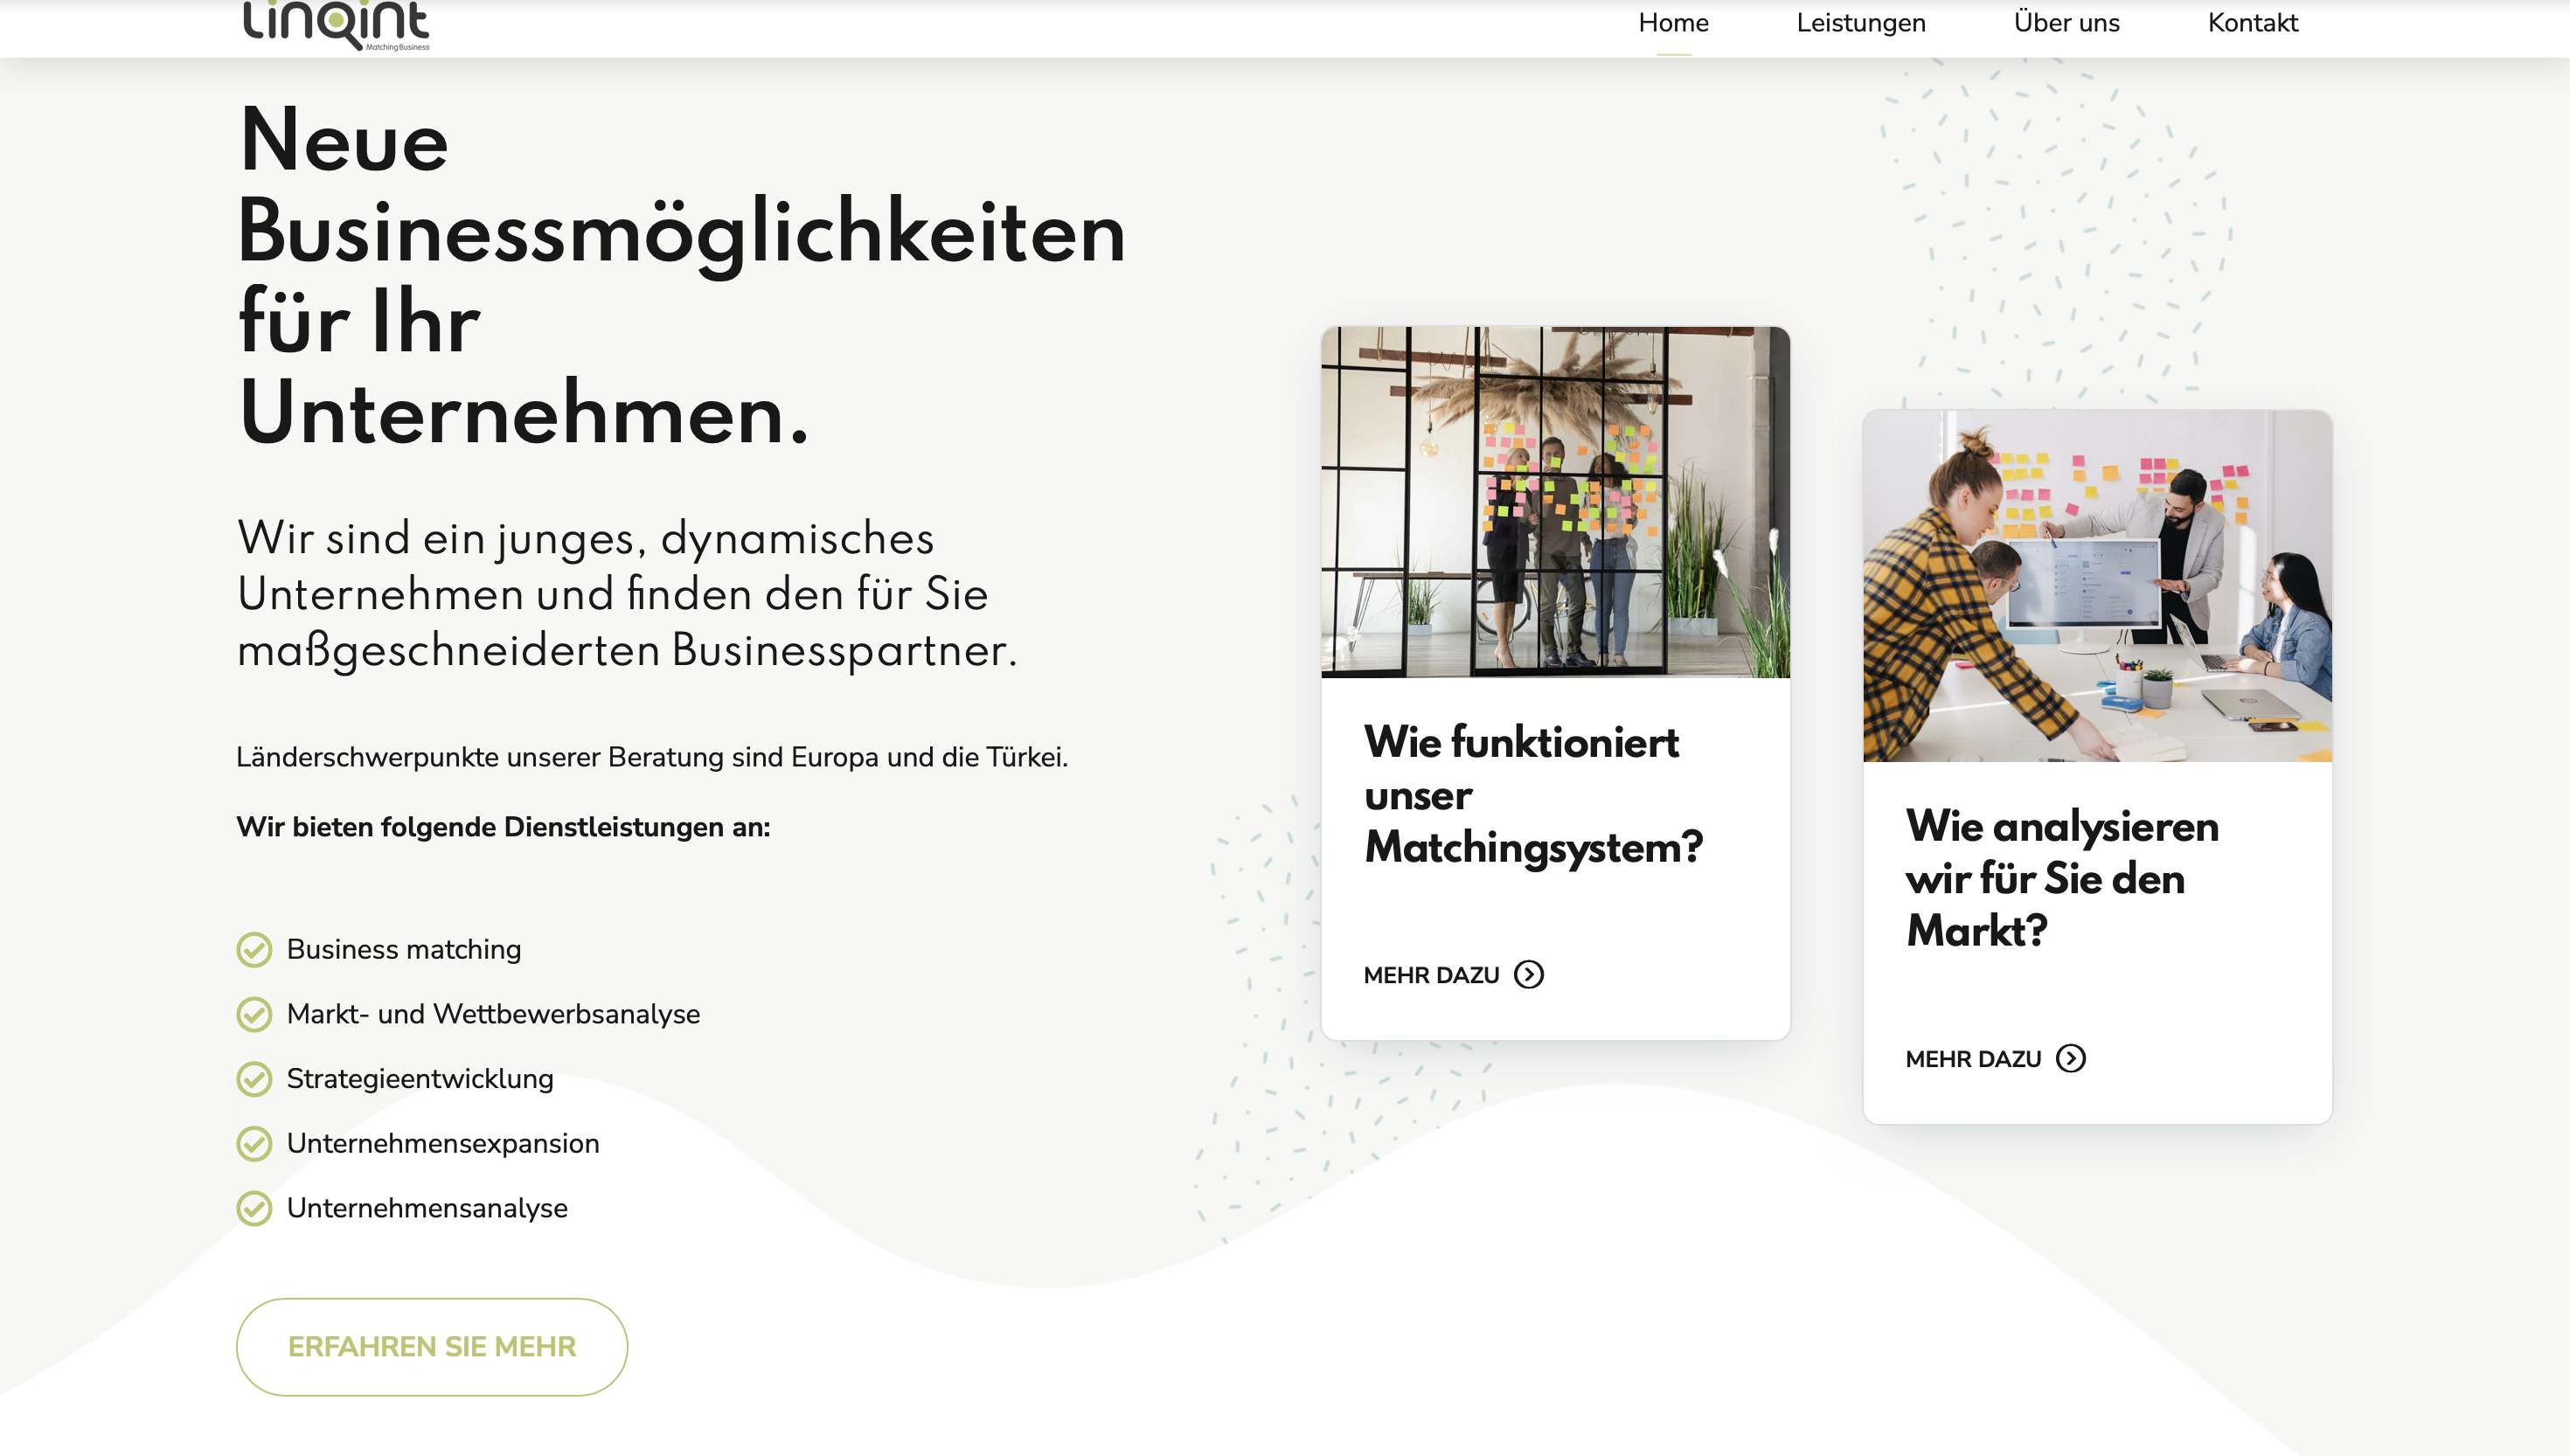 Linqint
MatchingBusiness
Home
Leistungen
Über uns
Kontakt
Neue
Businessmöglichkeiten
für Ihr
Unternehmen.
Wir sind ein junges, dynamisches
Unternehmen und finden den für Sie
maßgeschneiderten Businesspartner.
Länderschwerpunkte unserer Beratung sind Europa und die Türkei.
Wir bieten folgende Dienstleistungen an:
Business matching
Markt- und Wettbewerbsanalyse
Strategieentwicklung
Unternehmensexpansion
Unternehmensanalyse
ERFAHREN SIE MEHR
Wie funktioniert
unser
Matchingsystem?
MEHR DAZU
Wie analysieren
wir für Sie den
Markt?
MEHR DAZU